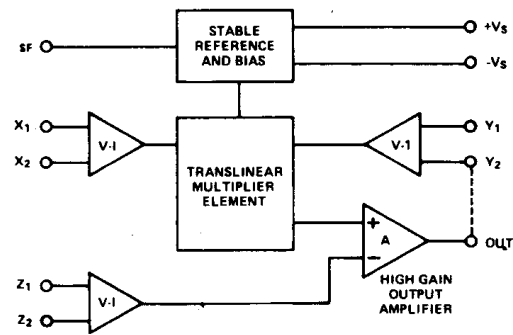 SF
STABLE
REFERENCE
AND BIAS
+VS
-VS
X1
X2
V-I
TRANSLINEAR
MULTIPLIER
ELEMENT
V-1
Y1
Y2
+
A
−
OUT
HIGH GAIN
OUTPUT
AMPLIFIER
Z1
Z2
V-I